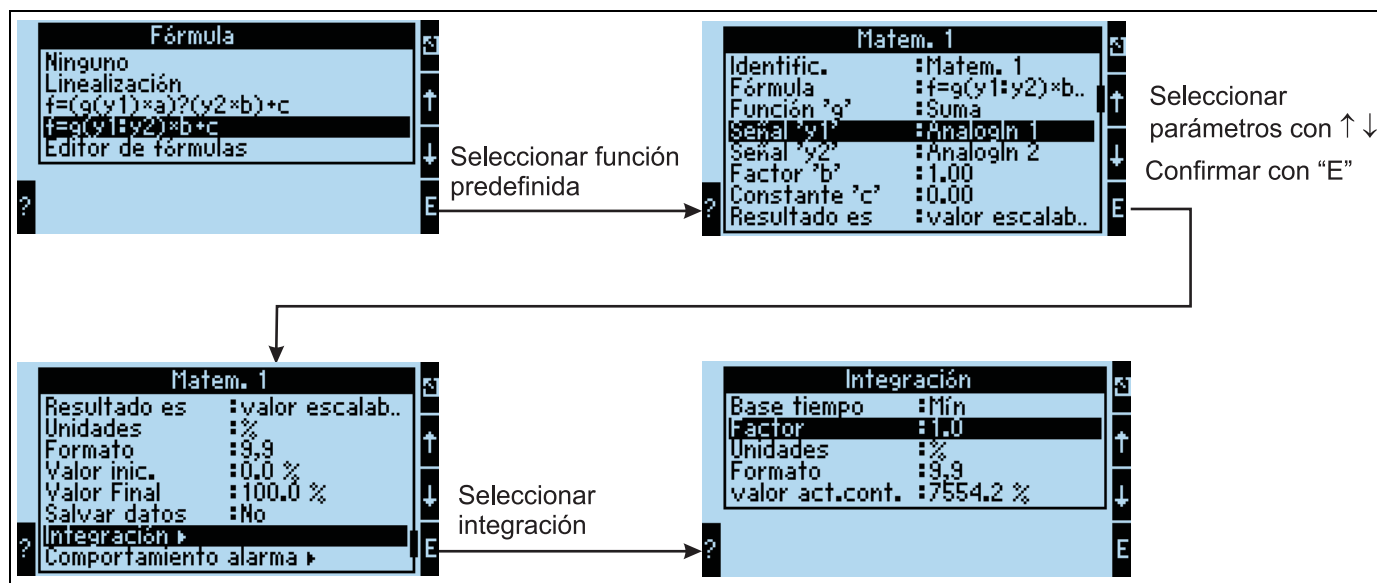 Fórmula
Ninguno
Linealización
f=(g(y1)×a)?(y2×b)+c
f=g(y1:y2)×b+c
Editor de fórmulas
?
E
Seleccionar función
predefinida
Matem. 1
Identific. :Matem. 1
Fórmula :f=g(y1:y2)×b..
Función 'g' :Suma
Señal 'y1' :AnalogIn 1
Señal 'y2' :AnalogIn 2
Factor 'b' :1.00
Constante 'c' :0.00
Resultado es :valor escalab..
?
E
Seleccionar
parámetros con ↑ ↓
Confirmar con “E”
Matem. 1
Resultado es :valor escalab..
Unidades :%
Formato :9,9
Valor inic. :0.0 %
Valor Final :100.0 %
Salvar datos :No
Integración ▸
Comportamiento alarma ▸
?
E
Seleccionar
integración
Integración
Base tiempo :Mín
Factor :1.0
Unidades :%
Formato :9,9
valor act.cont. :7554.2 %
?
E